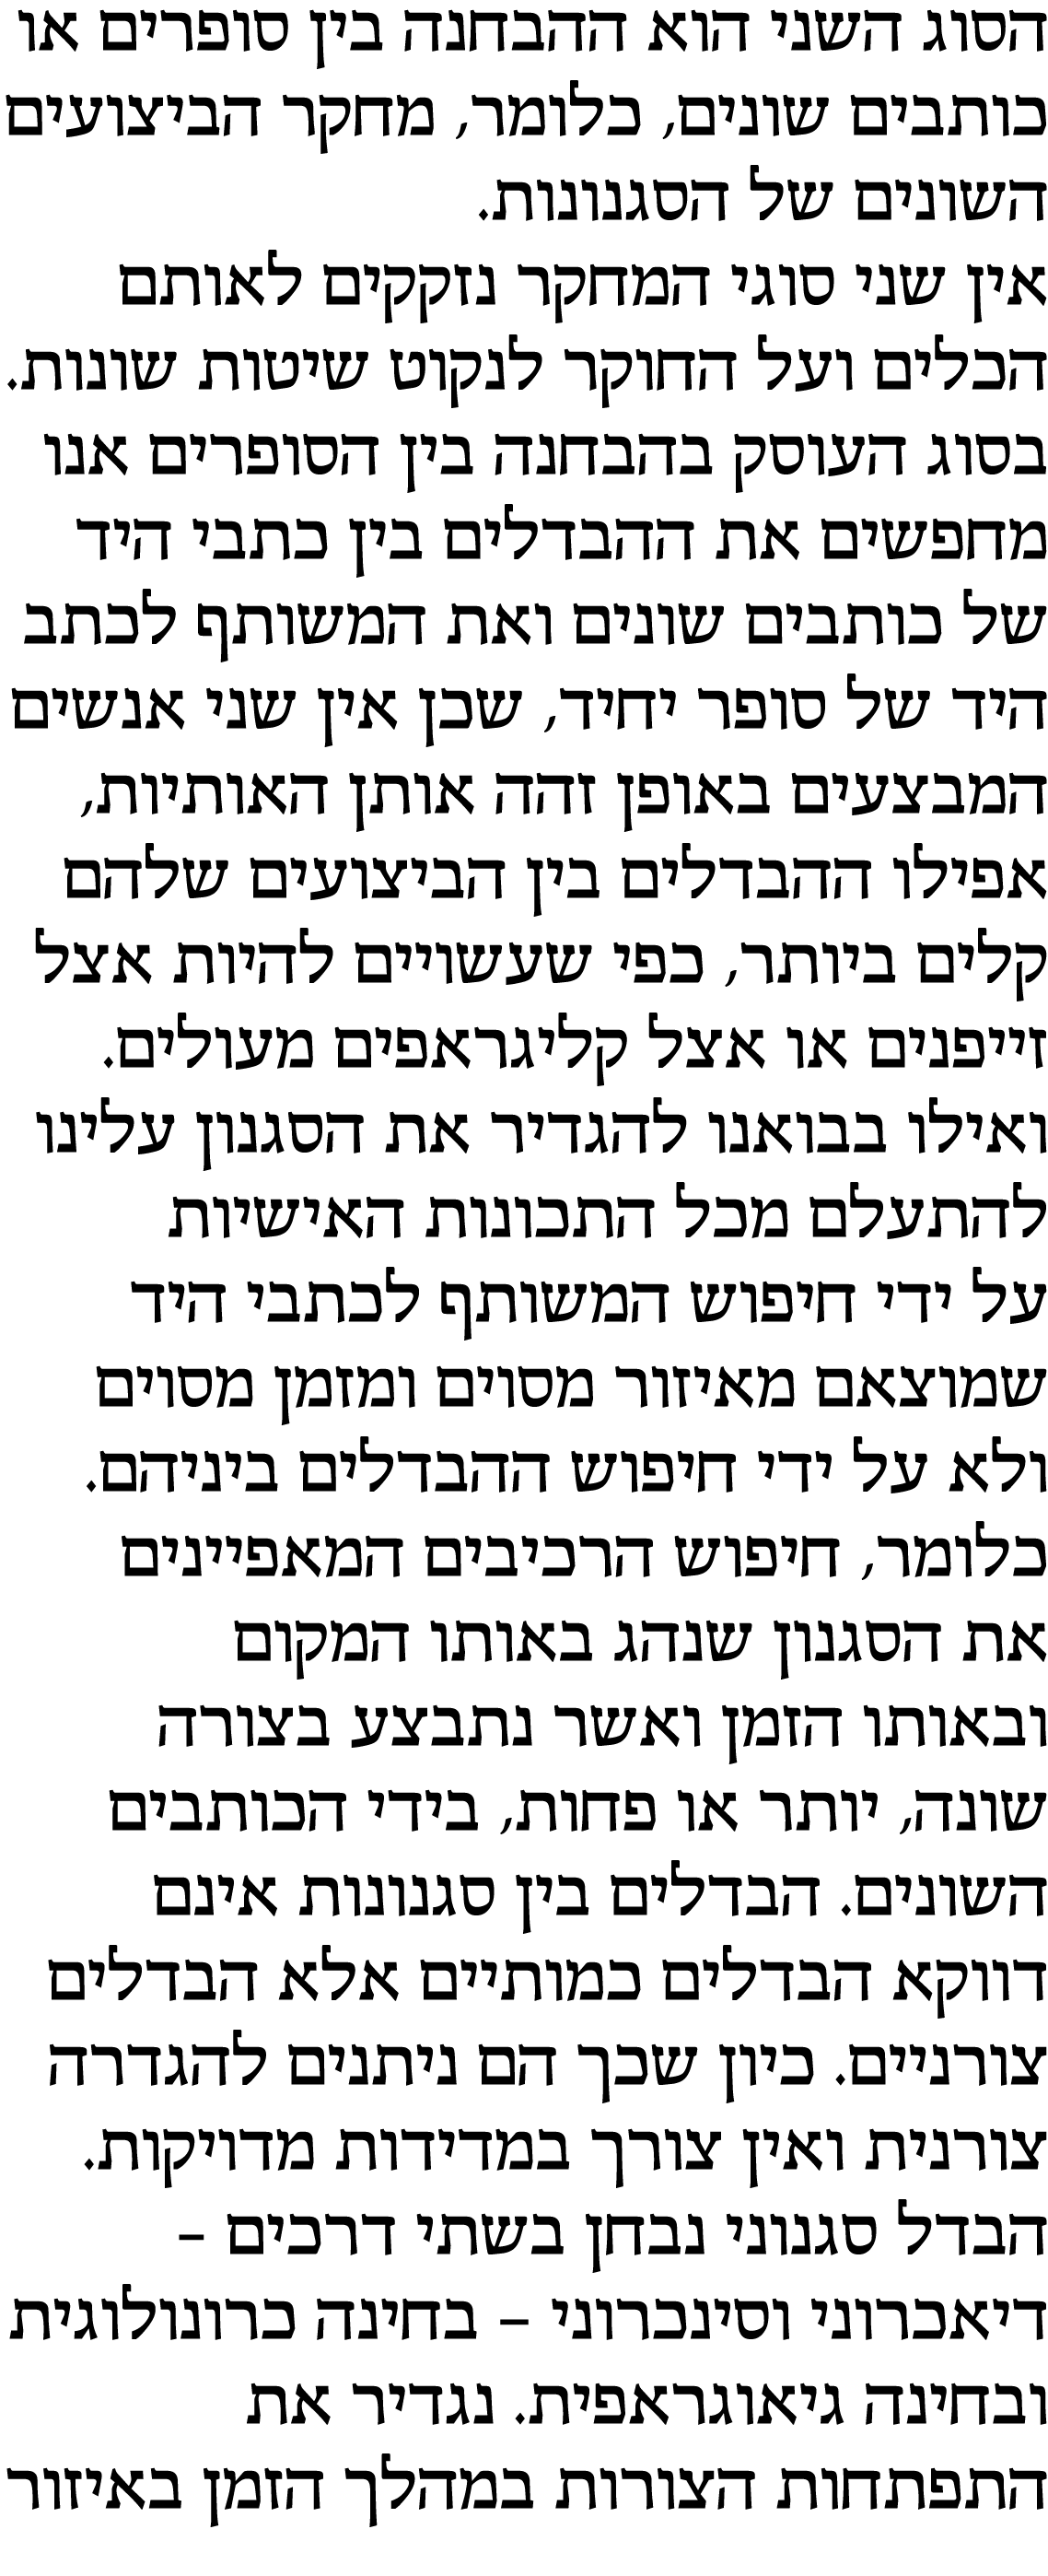 הסוג השני הוא ההבחנה בין סופרים או
כותבים שונים, כלומר, מחקר הביצועים
השונים של הסגנונות.
אין שני סוגי המחקר נזקקים לאותם
הכלים ועל החוקר לנקוט שיטות שונות.
בסוג העוסק בהבחנה בין הסופרים אנו
מחפשים את ההבדלים בין כתבי היד
של כותבים שונים ואת המשותף לכתב
היד של סופר יחיד, שכן אין שני אנשים
המבצעים באופן זהה אותן האותיות,
אפילו ההבדלים בין הביצועים שלהם
קלים ביותר, כפי שעשויים להיות אצל
זייפנים או אצל קליגראפים מעולים.
ואילו בבואנו להגדיר את הסגנון עלינו
להתעלם מכל התכונות האישיות
על ידי חיפוש המשותף לכתבי היד
שמוצאם מאיזור מסוים ומזמן מסוים
ולא על ידי חיפוש ההבדלים ביניהם.
כלומר, חיפוש הרכיבים המאפיינים
את הסגנון שנהג באותו המקום
ובאותו הזמן ואשר נתבצע בצורה
שונה, יותר או פחות, בידי הכותבים
השונים. הבדלים בין סגנונות אינם
דווקא הבדלים כמותיים אלא הבדלים
צורניים. כיון שכך הם ניתנים להגדרה
צורנית ואין צורך במדידות מדויקות.
הבדל סגנוני נבחן בשתי דרכים –
דיאכרוני וסינכרוני – בחינה כרונולוגית
ובחינה גיאוגראפית. נגדיר את
התפתחות הצורות במהלך הזמן באיזור